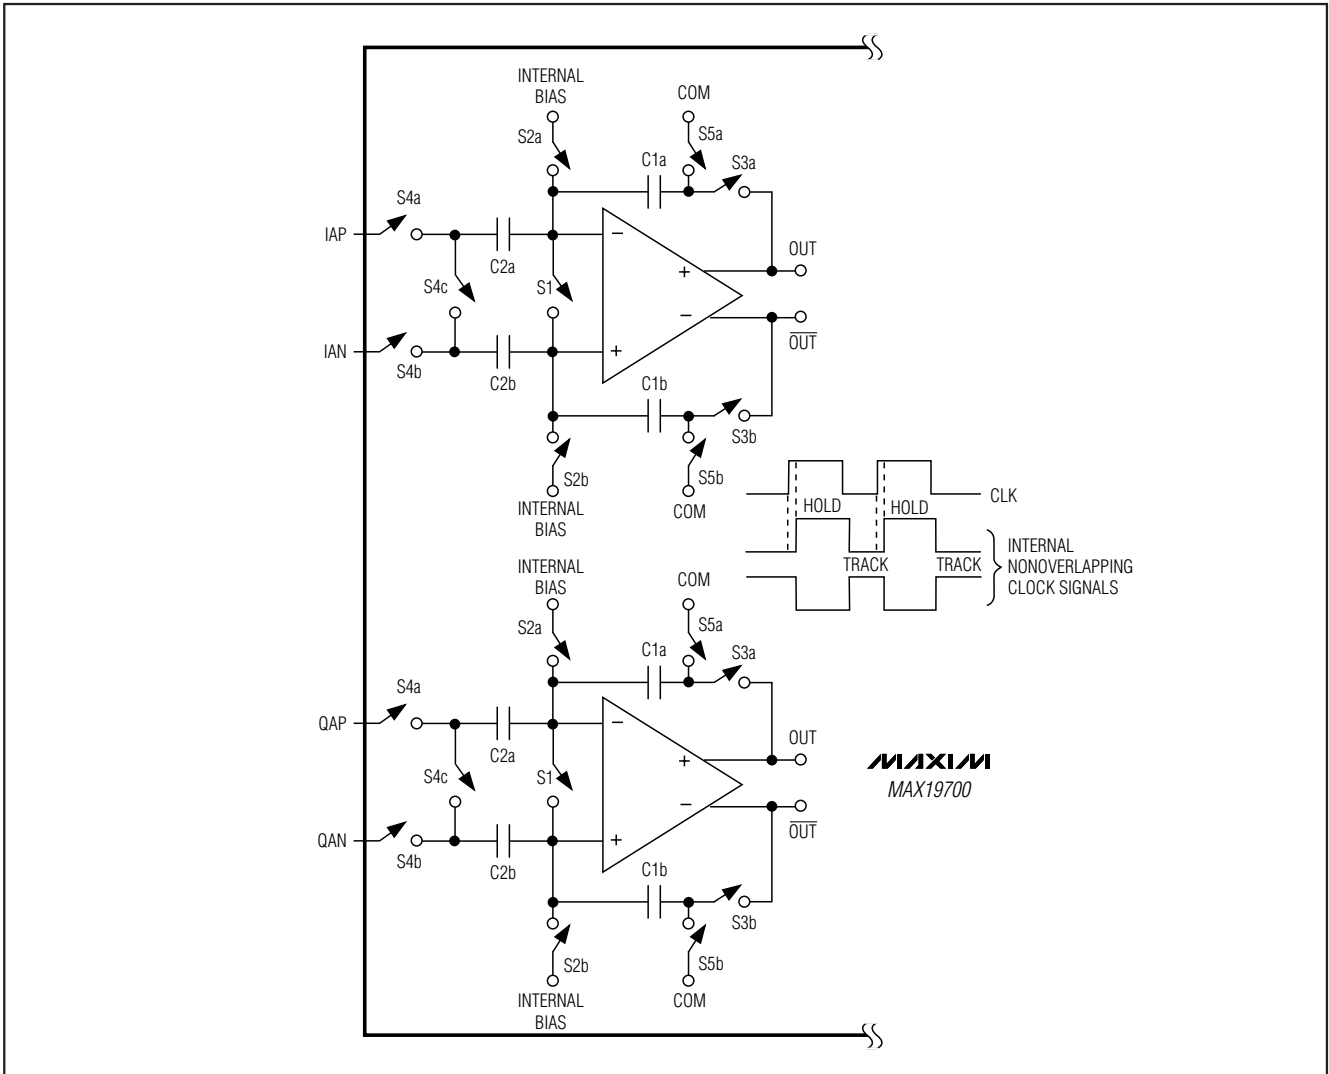 INTERNAL
BIAS
COM
S2a
S5a
C1a
S3a
S4a
IAP
−
C2a
OUT
+
S4c
S1
−
OUT
IAN
+
S4b
C2b
C1b
S3b
S2b
S5b
INTERNAL
BIAS
COM
CLK
HOLD
HOLD
TRACK
TRACK
INTERNAL
NONOVERLAPPING
CLOCK SIGNALS
INTERNAL
BIAS
COM
S2a
S5a
C1a
S3a
S4a
QAP
−
C2a
OUT
+
S4c
S1
−
OUT
QAN
+
S4b
C2b
C1b
S3b
S2b
S5b
INTERNAL
BIAS
COM
MAXIM
MAX19700